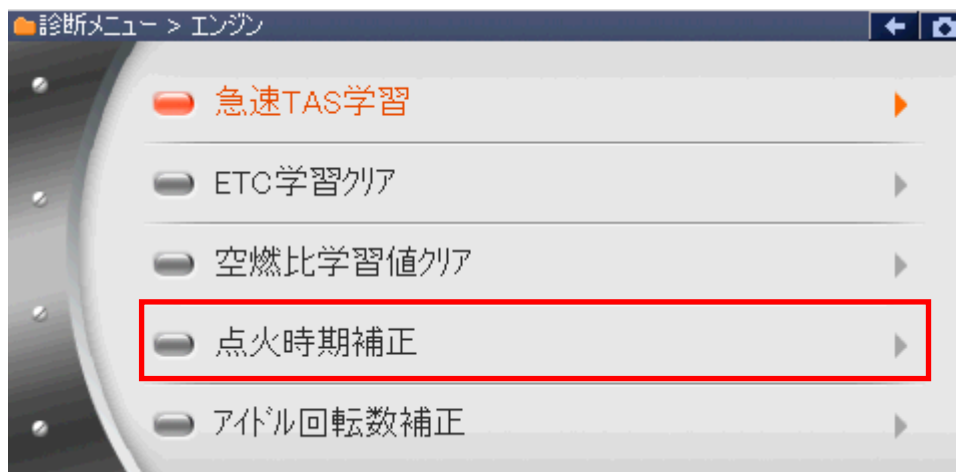 診断メニュー > エンジン
急速TAS学習
ETC学習クリア
空燃比学習値クリア
点火時期補正
アイドル回転数補正